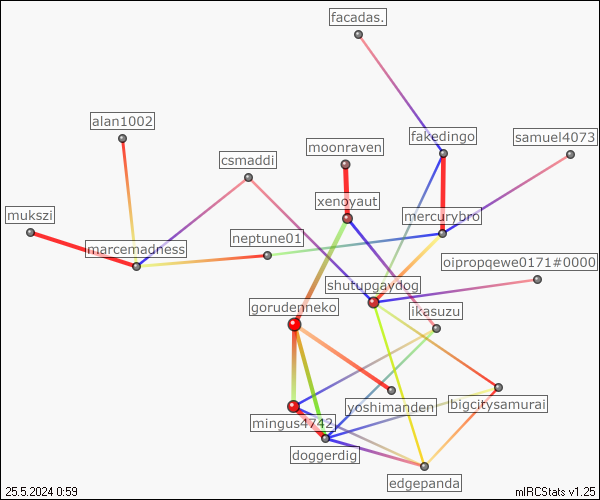 facadas.
alan1002
fakedingo
samuel4073
moonraven
csmaddi
xenoyaut
mukszi
mercurybro
neptune01
marcemadness
oipropqewe0171#0000
shutupgaydog
gorudenneko
ikasuzu
yoshimanden
bigcitysamurai
mingus4742.
doggerdig
edgepanda
25.5.2024 0:59
mIRCStats v1.25